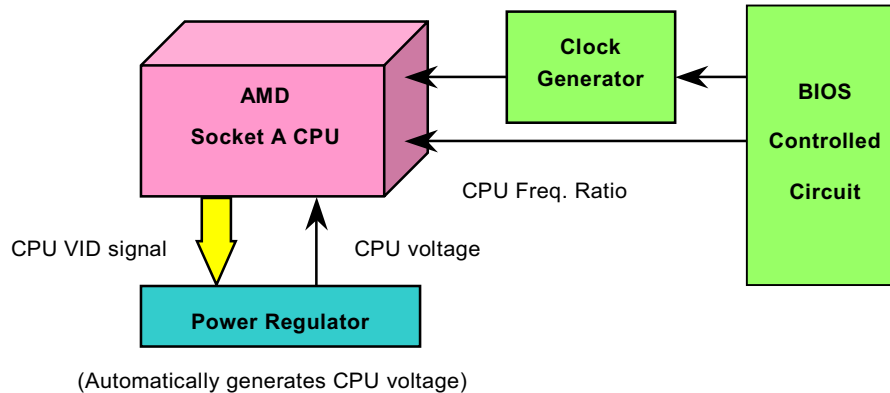 Clock
Generator
AMD
Socket A CPU
BIOS
Controlled
Circuit
CPU Freq. Ratio
CPU VID signal
CPU voltage
Power Regulator
(Automatically generates CPU voltage)